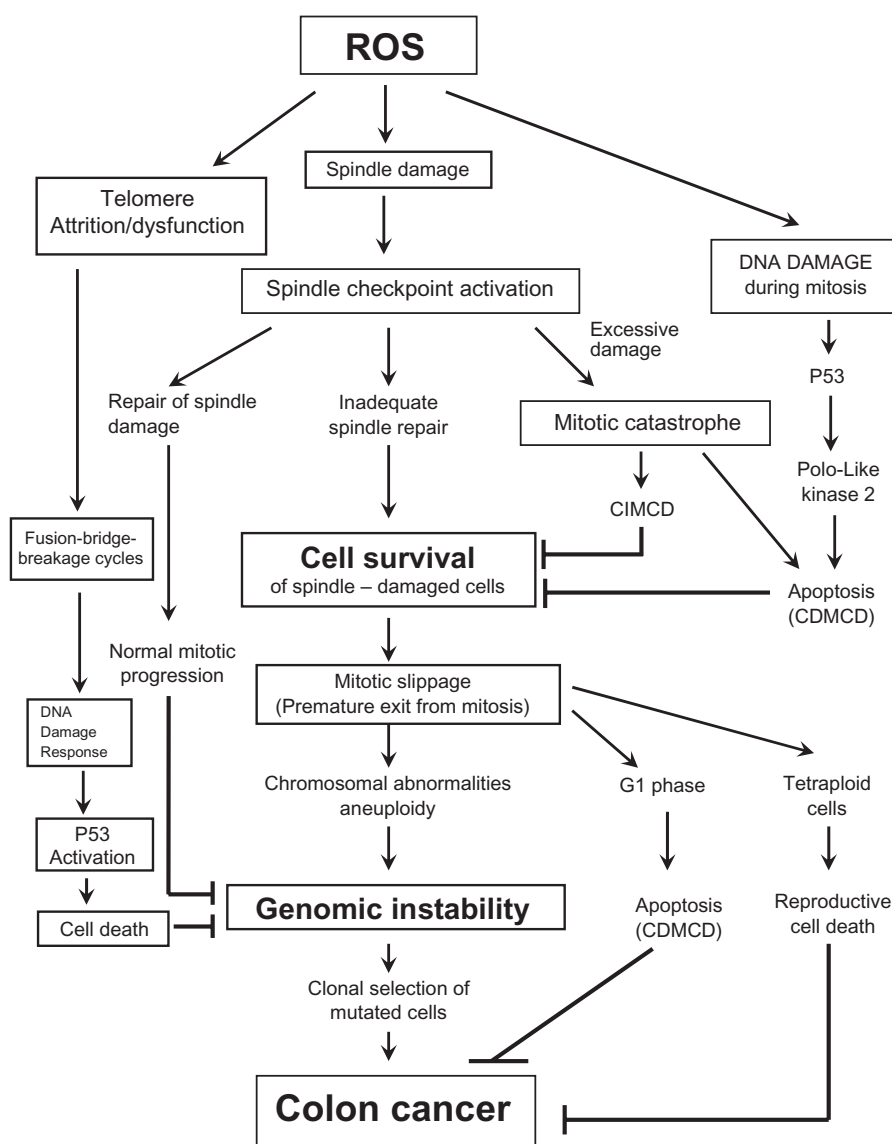 ROS
Spindle damage
Telomere
Attrition/dysfunction
DNA DAMAGE
during mitosis
Spindle checkpoint activation
Excessive
damage
P53
Repair of spindle
damage
Inadequate
spindle repair
Mitotic catastrophe
Polo-Like
kinase 2
CIMCD
Fusion-bridge-
breakage cycles
Cell survival
of spindle – damaged cells
Apoptosis
(CDMCD)
Normal mitotic
progression
Mitotic slippage
(Premature exit from mitosis)
DNA
Damage
Response
Chromosomal abnormalities
aneuploidy
G1 phase
Tetraploid
cells
P53
Activation
Genomic instability
Apoptosis
(CDMCD)
Reproductive
cell death
Cell death
Clonal selection of
mutated cells
Colon cancer